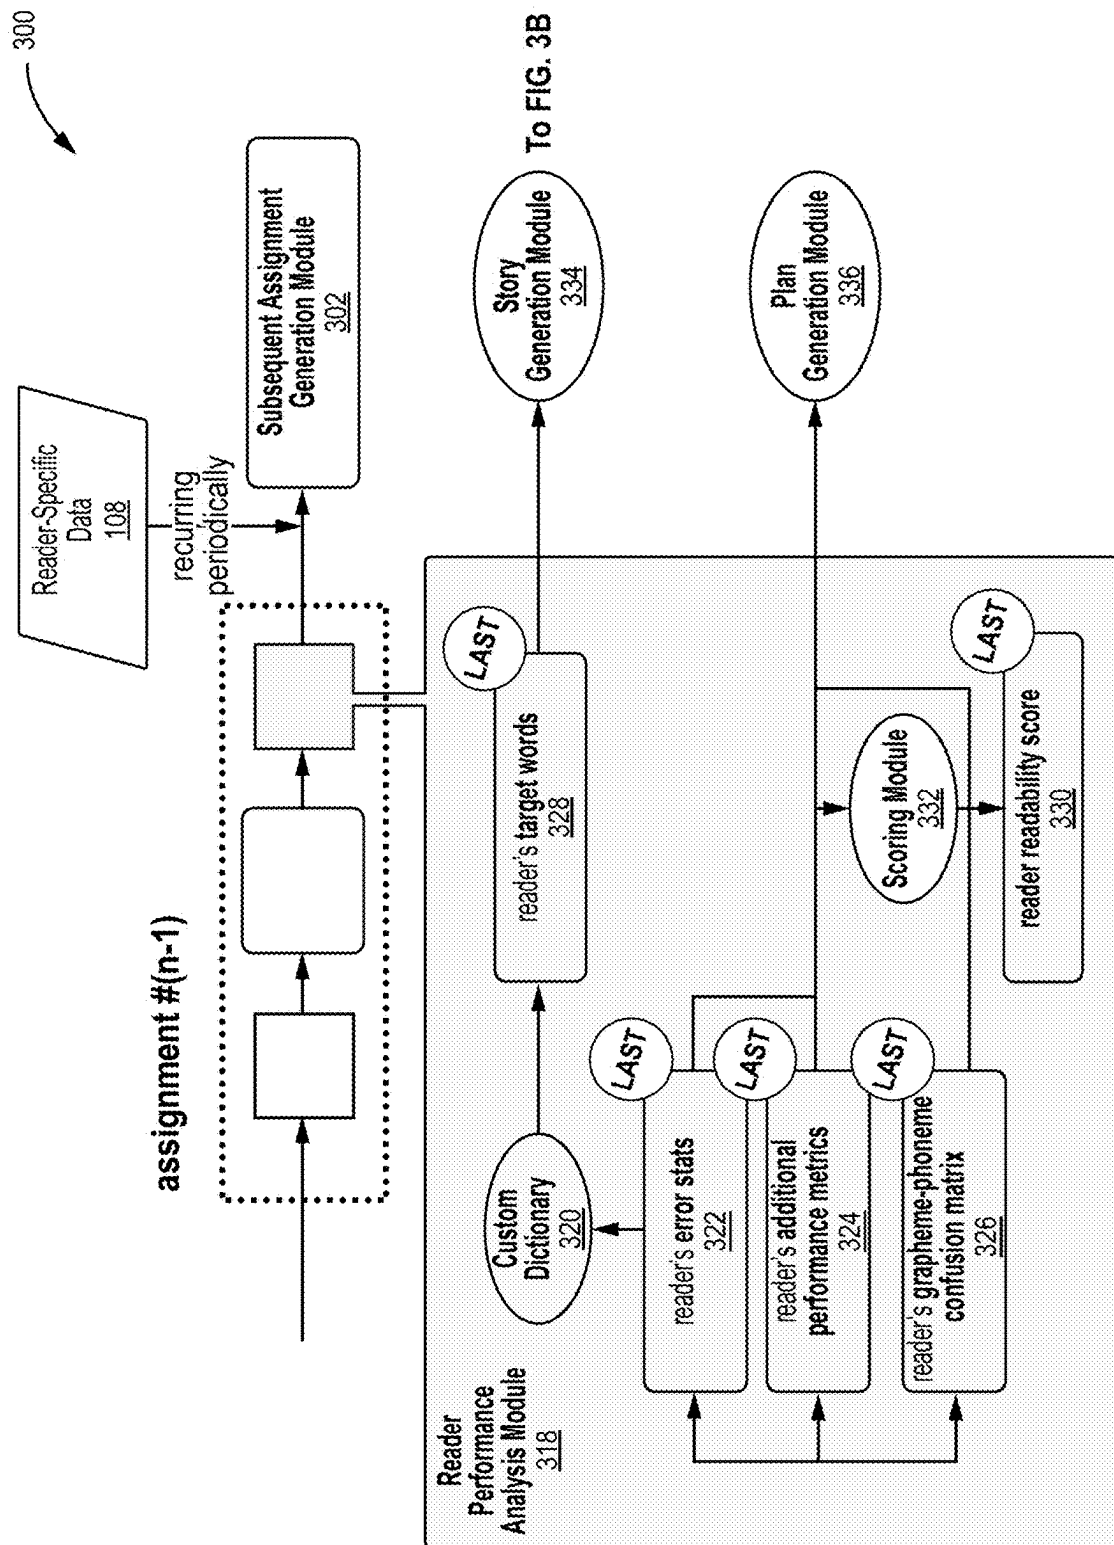 300
Reader-Specific
Data
108
recurring
periodically
assignment #(n-1)
Subsequent Assignment
Generation Module
302
Reader
Performance
Analysis Module
318
Custom
Dictionary
320
reader's target words
328
LAST
Story
Generation Module
334
To FIG. 3B
reader's error stats
322
LAST
reader's additional
performance metrics
324
LAST
reader's grapheme-phoneme
confusion matrix
326
LAST
Scoring Module
332
reader readability score
330
LAST
Plan
Generation Module
336